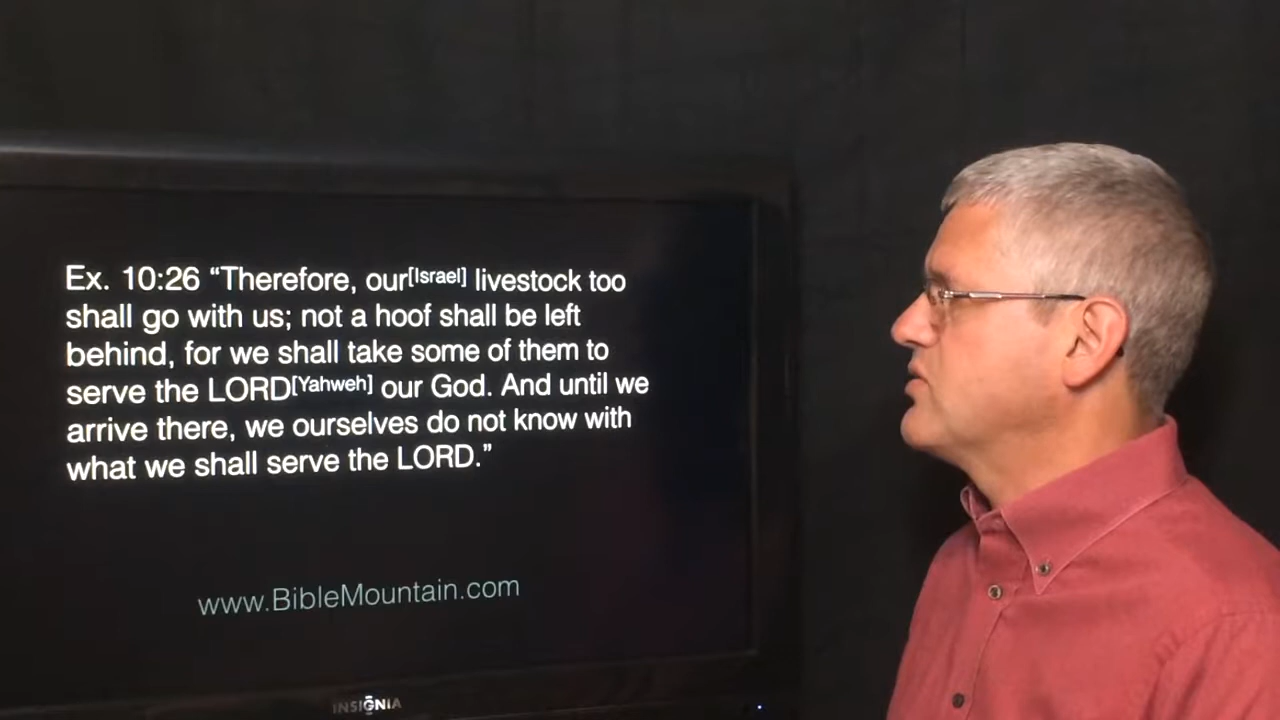 Ex. 10:26 “Therefore, our[Israel] livestock too
shall go with us; not a hoof shall be left
behind, for we shall take some of them to
serve the LORD[Yahweh] our God. And until we
arrive there, we ourselves do not know with
what we shall serve the LORD.”
www.BibleMountain.com
INSIGNIA